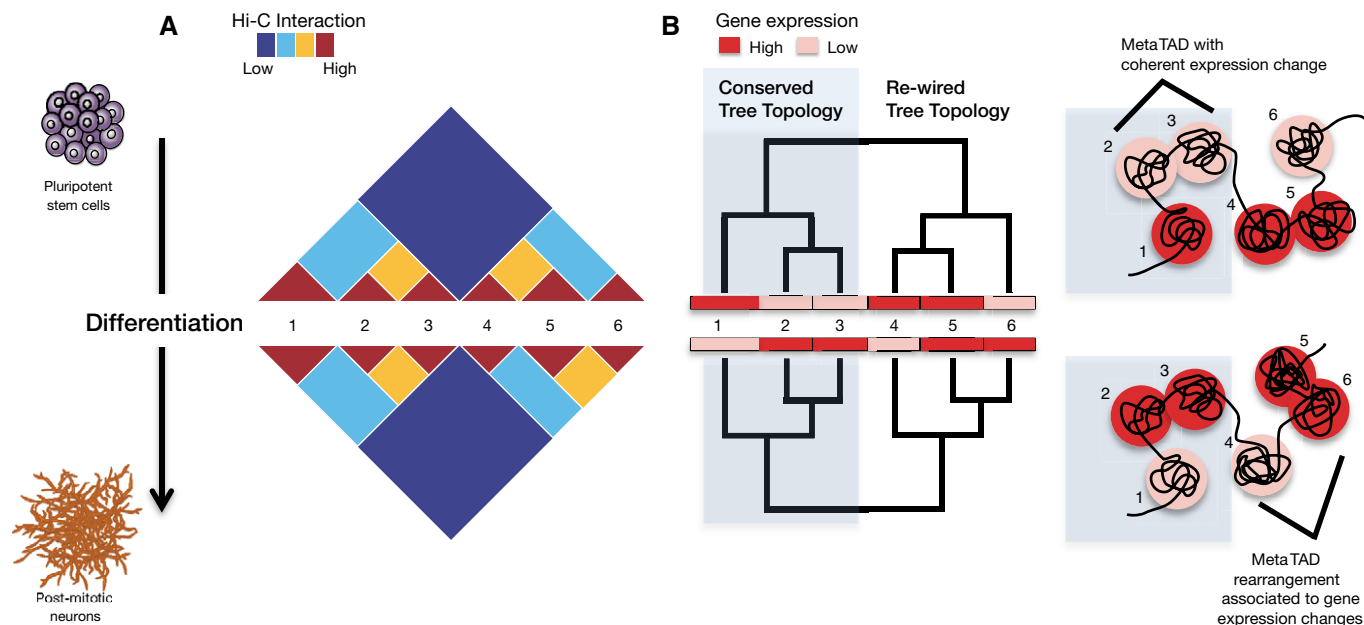 A
Hi-C Interaction
Low High
Pluripotent
stem cells
Differentiation
1 2 3 4 5 6
Post-mitotic
neurons
B
Gene expression
High Low
Conserved
Tree Topology
Re-wired
Tree Topology
1 2 3 4 5 6
MetaTAD with
coherent expression change
1
2
3
4
5
6
1
2
3
4
5
6
MetaTAD
rearrangement
associated to gene
expression changes